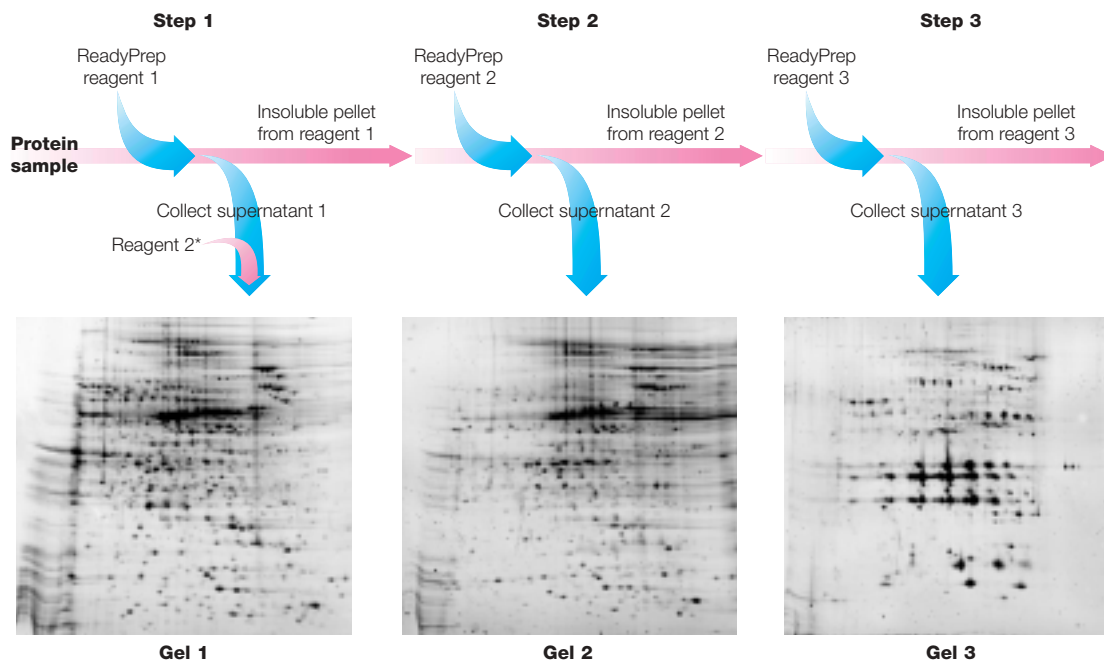 Step 1
Step 2
Step 3
ReadyPrep
reagent 1
ReadyPrep
reagent 2
ReadyPrep
reagent 3
Insoluble pellet
from reagent 1
Insoluble pellet
from reagent 2
Insoluble pellet
from reagent 3
Protein
sample
Collect supernatant 1
Collect supernatant 2
Collect supernatant 3
Reagent 2*
Gel 1
Gel 2
Gel 3